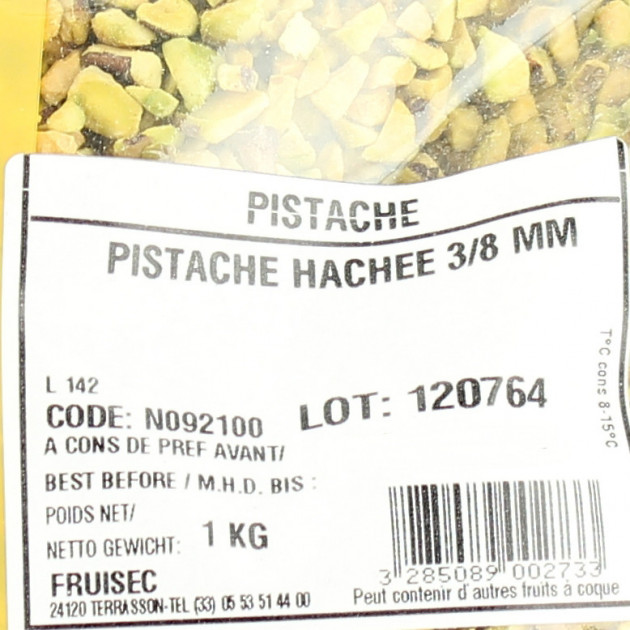 PISTACHE
PISTACHE HACHEE 3/8 MM
T°C cons 8-15°C
L 142
CODE: N092100 LOT: 120764
A CONS DE PREF AVANT/
BEST BEFORE / M.H.D. BIS :
POIDS NET/
NETTO GEWICHT: 1 KG
3 285089 002733
FRUISEC
Peut contenir d'autres fruits à coque
24120 TERRASSON-TEL (33) 05 53 51 44 00